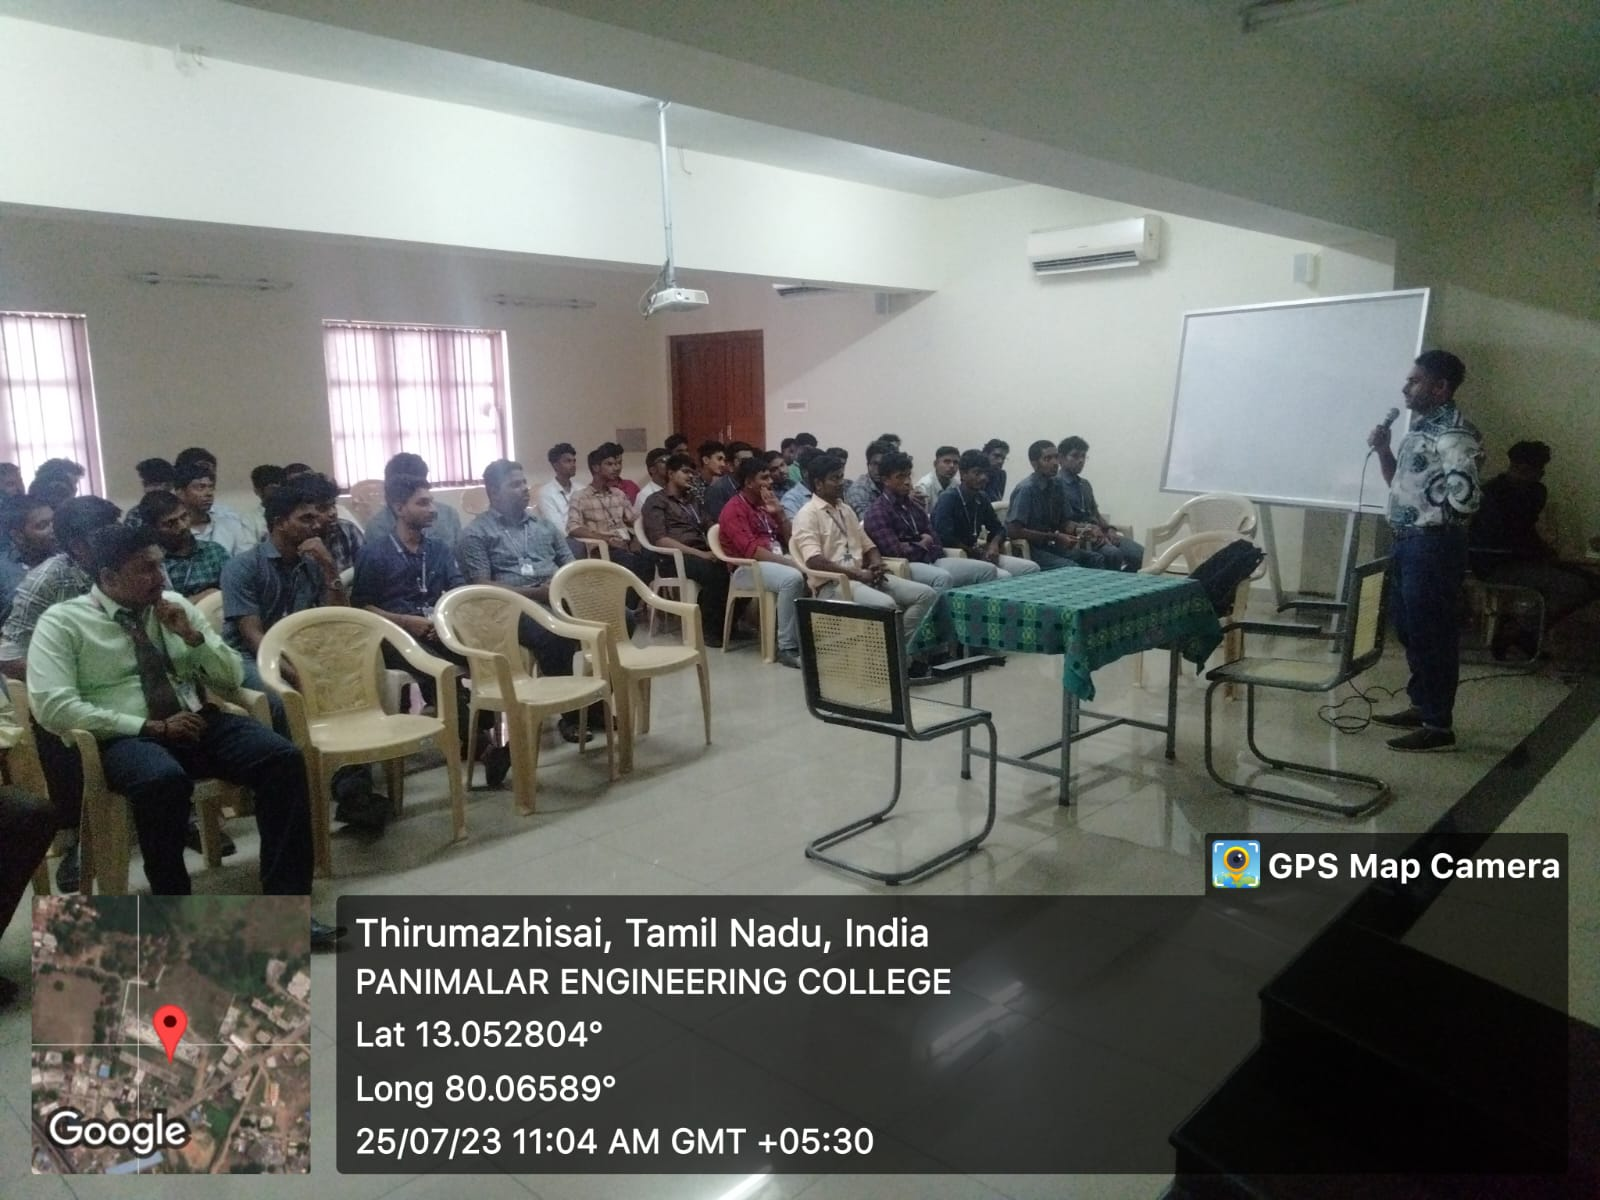 GPS Map Camera
Thirumazhisai, Tamil Nadu, India
PANIMALAR ENGINEERING COLLEGE
Lat 13.052804°
Long 80.06589°
25/07/23 11:04 AM GMT +05:30
Google